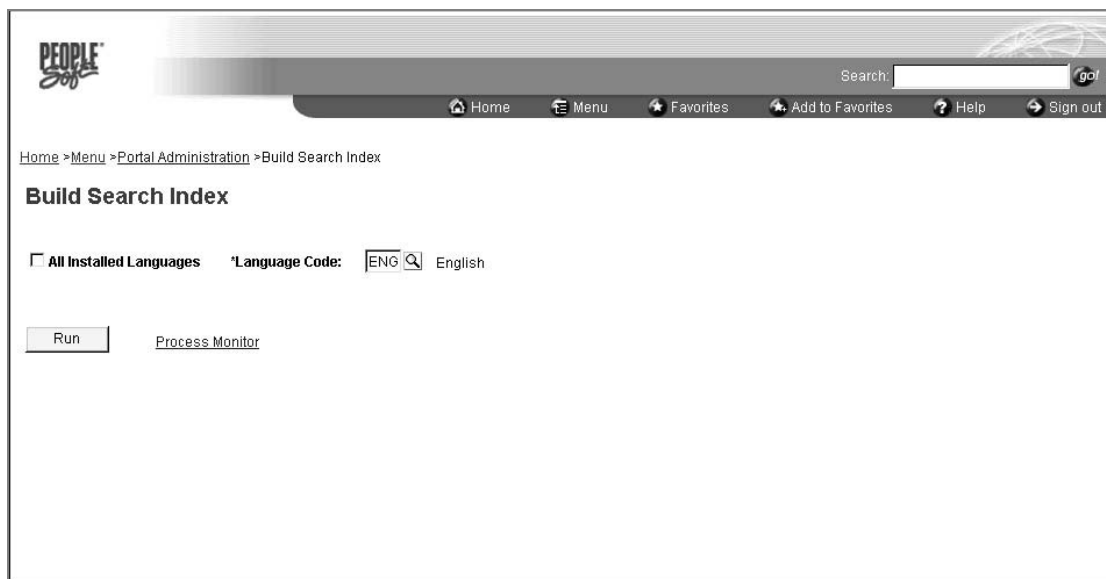 PEOPLE
Soft
Search: go!
Home Menu Favorites Add to Favorites Help Sign out
Home >Menu >Portal Administration >Build Search Index
Build Search Index
All Installed Languages *Language Code: ENG English
Run Process Monitor